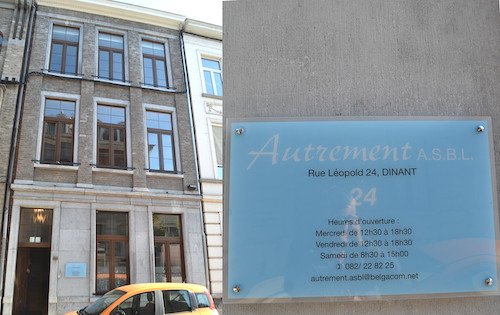 Autrement A.S.B.L.
Rue Léopold 24, DINANT
24
Heures d'ouverture :
Mercredi de 12h30 à 18h30
Vendredi de 12h30 à 18h30
Samedi de 8h30 à 15h00
✆ 082/ 22 82 25
autrement.asbl@belgacom.net